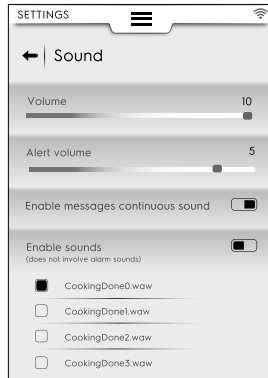 SETTINGS
Sound
Volume 10
Alert volume 5
Enable messages continuous sound
Enable sounds
(does not involve alarm sounds)
CookingDone0.waw
CookingDone1.waw
CookingDone2.waw
CookingDone3.waw